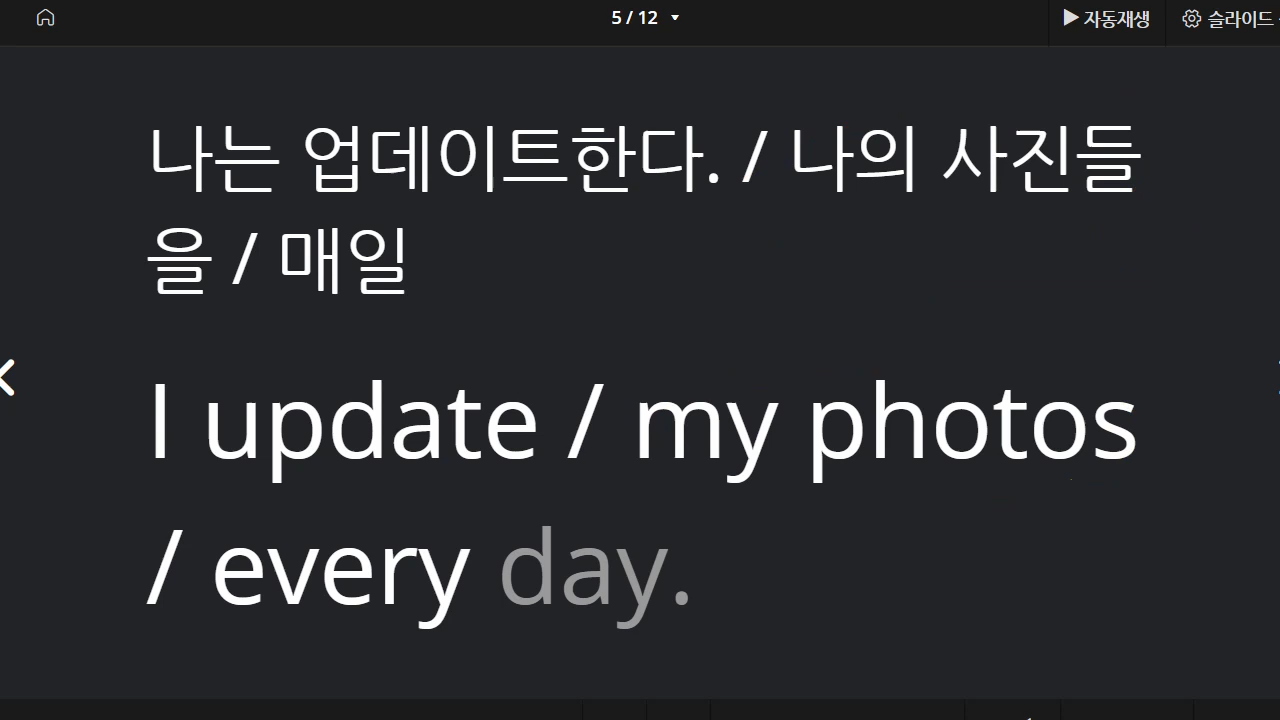 5 / 12
자동재생
슬라이드
나는 업데이트한다. / 나의 사진들
을 / 매일
I update / my photos
/ every day.